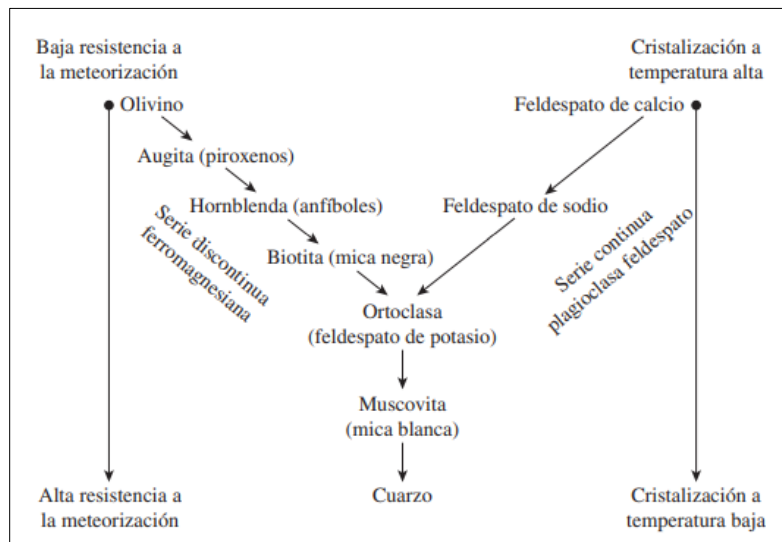 Baja resistencia a
la meteorización
Cristalización a
temperatura alta
Olivino
Feldespato de calcio
Augita (piroxenos)
Hornblenda (anfíboles)
Feldespato de sodio
Serie discontinua
ferromagnesiana
Serie continua
plagioclasa feldespato
Biotita (mica negra)
Ortoclasa
(feldespato de potasio)
Muscovita
(mica blanca)
Alta resistencia a
la meteorización
Cuarzo
Cristalización a
temperatura baja